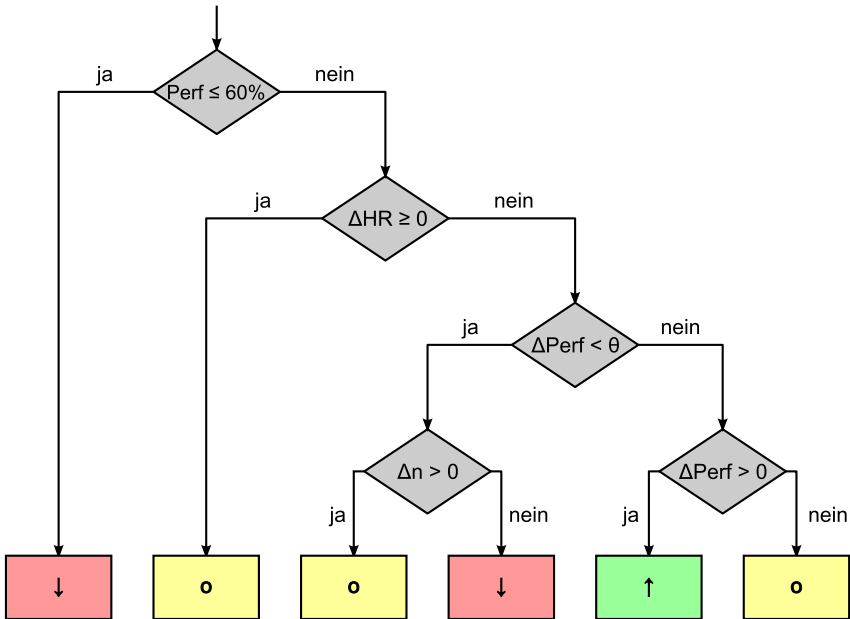 ja
nein
Perf ≤ 60%
ja
nein
ΔHR ≥ 0
ja
nein
ΔPerf < θ
Δn > 0
ΔPerf > 0
ja
nein
ja
nein
↓
o
o
↓
↑
o